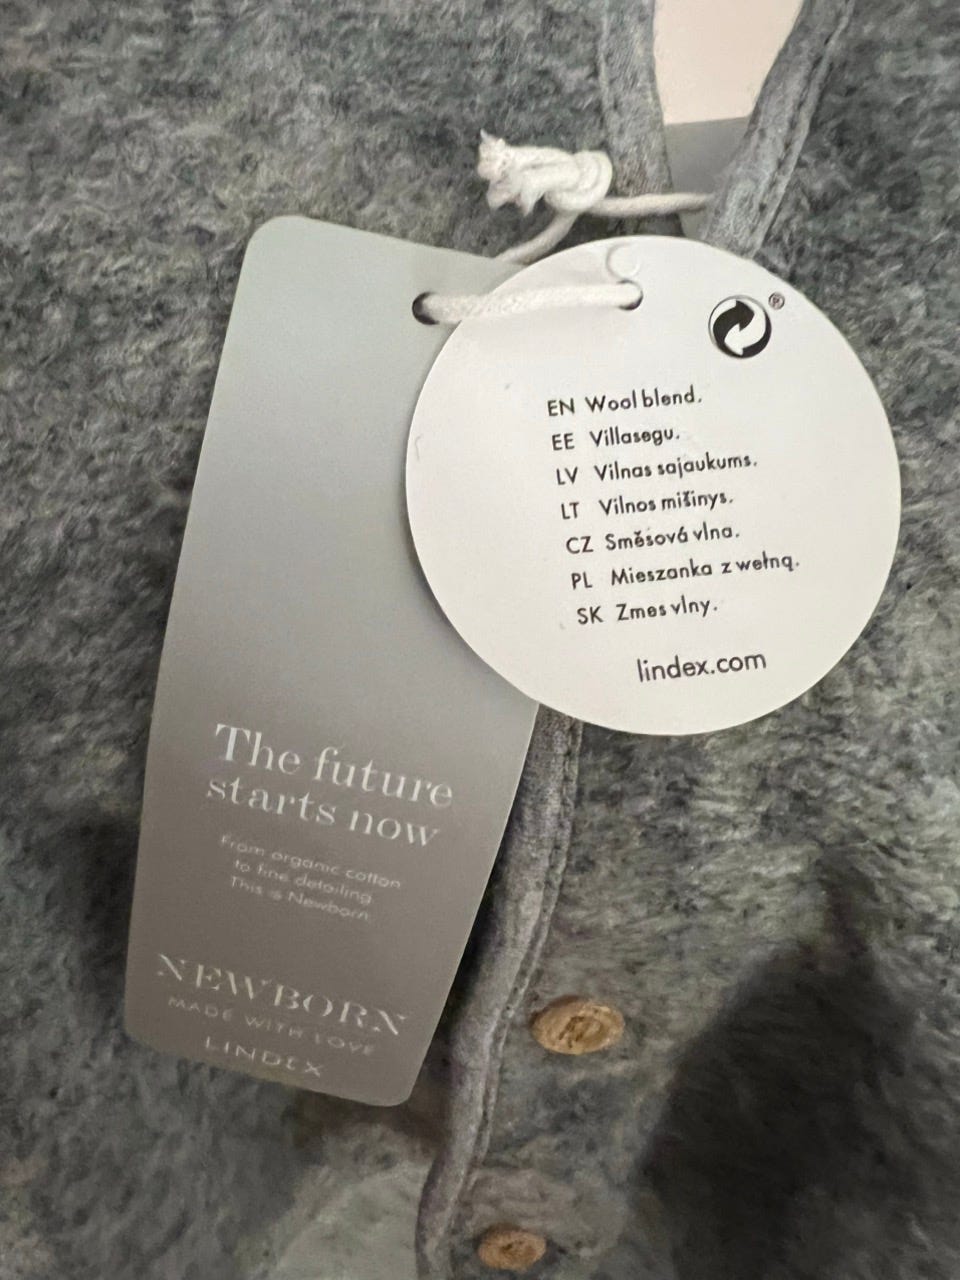 ®
EN Wool blend.
EE Villasegu.
LV Vilnas sajaukums.
LT Vilnos mišinys.
CZ Směsová vlna.
PL Mieszanka z wełną.
SK Zmes vlny.
lindex.com
The future
starts now
From organic cotton
to fine detailing
This is Newborn
NEWBORN
MADE WITH LOVE
LINDEX